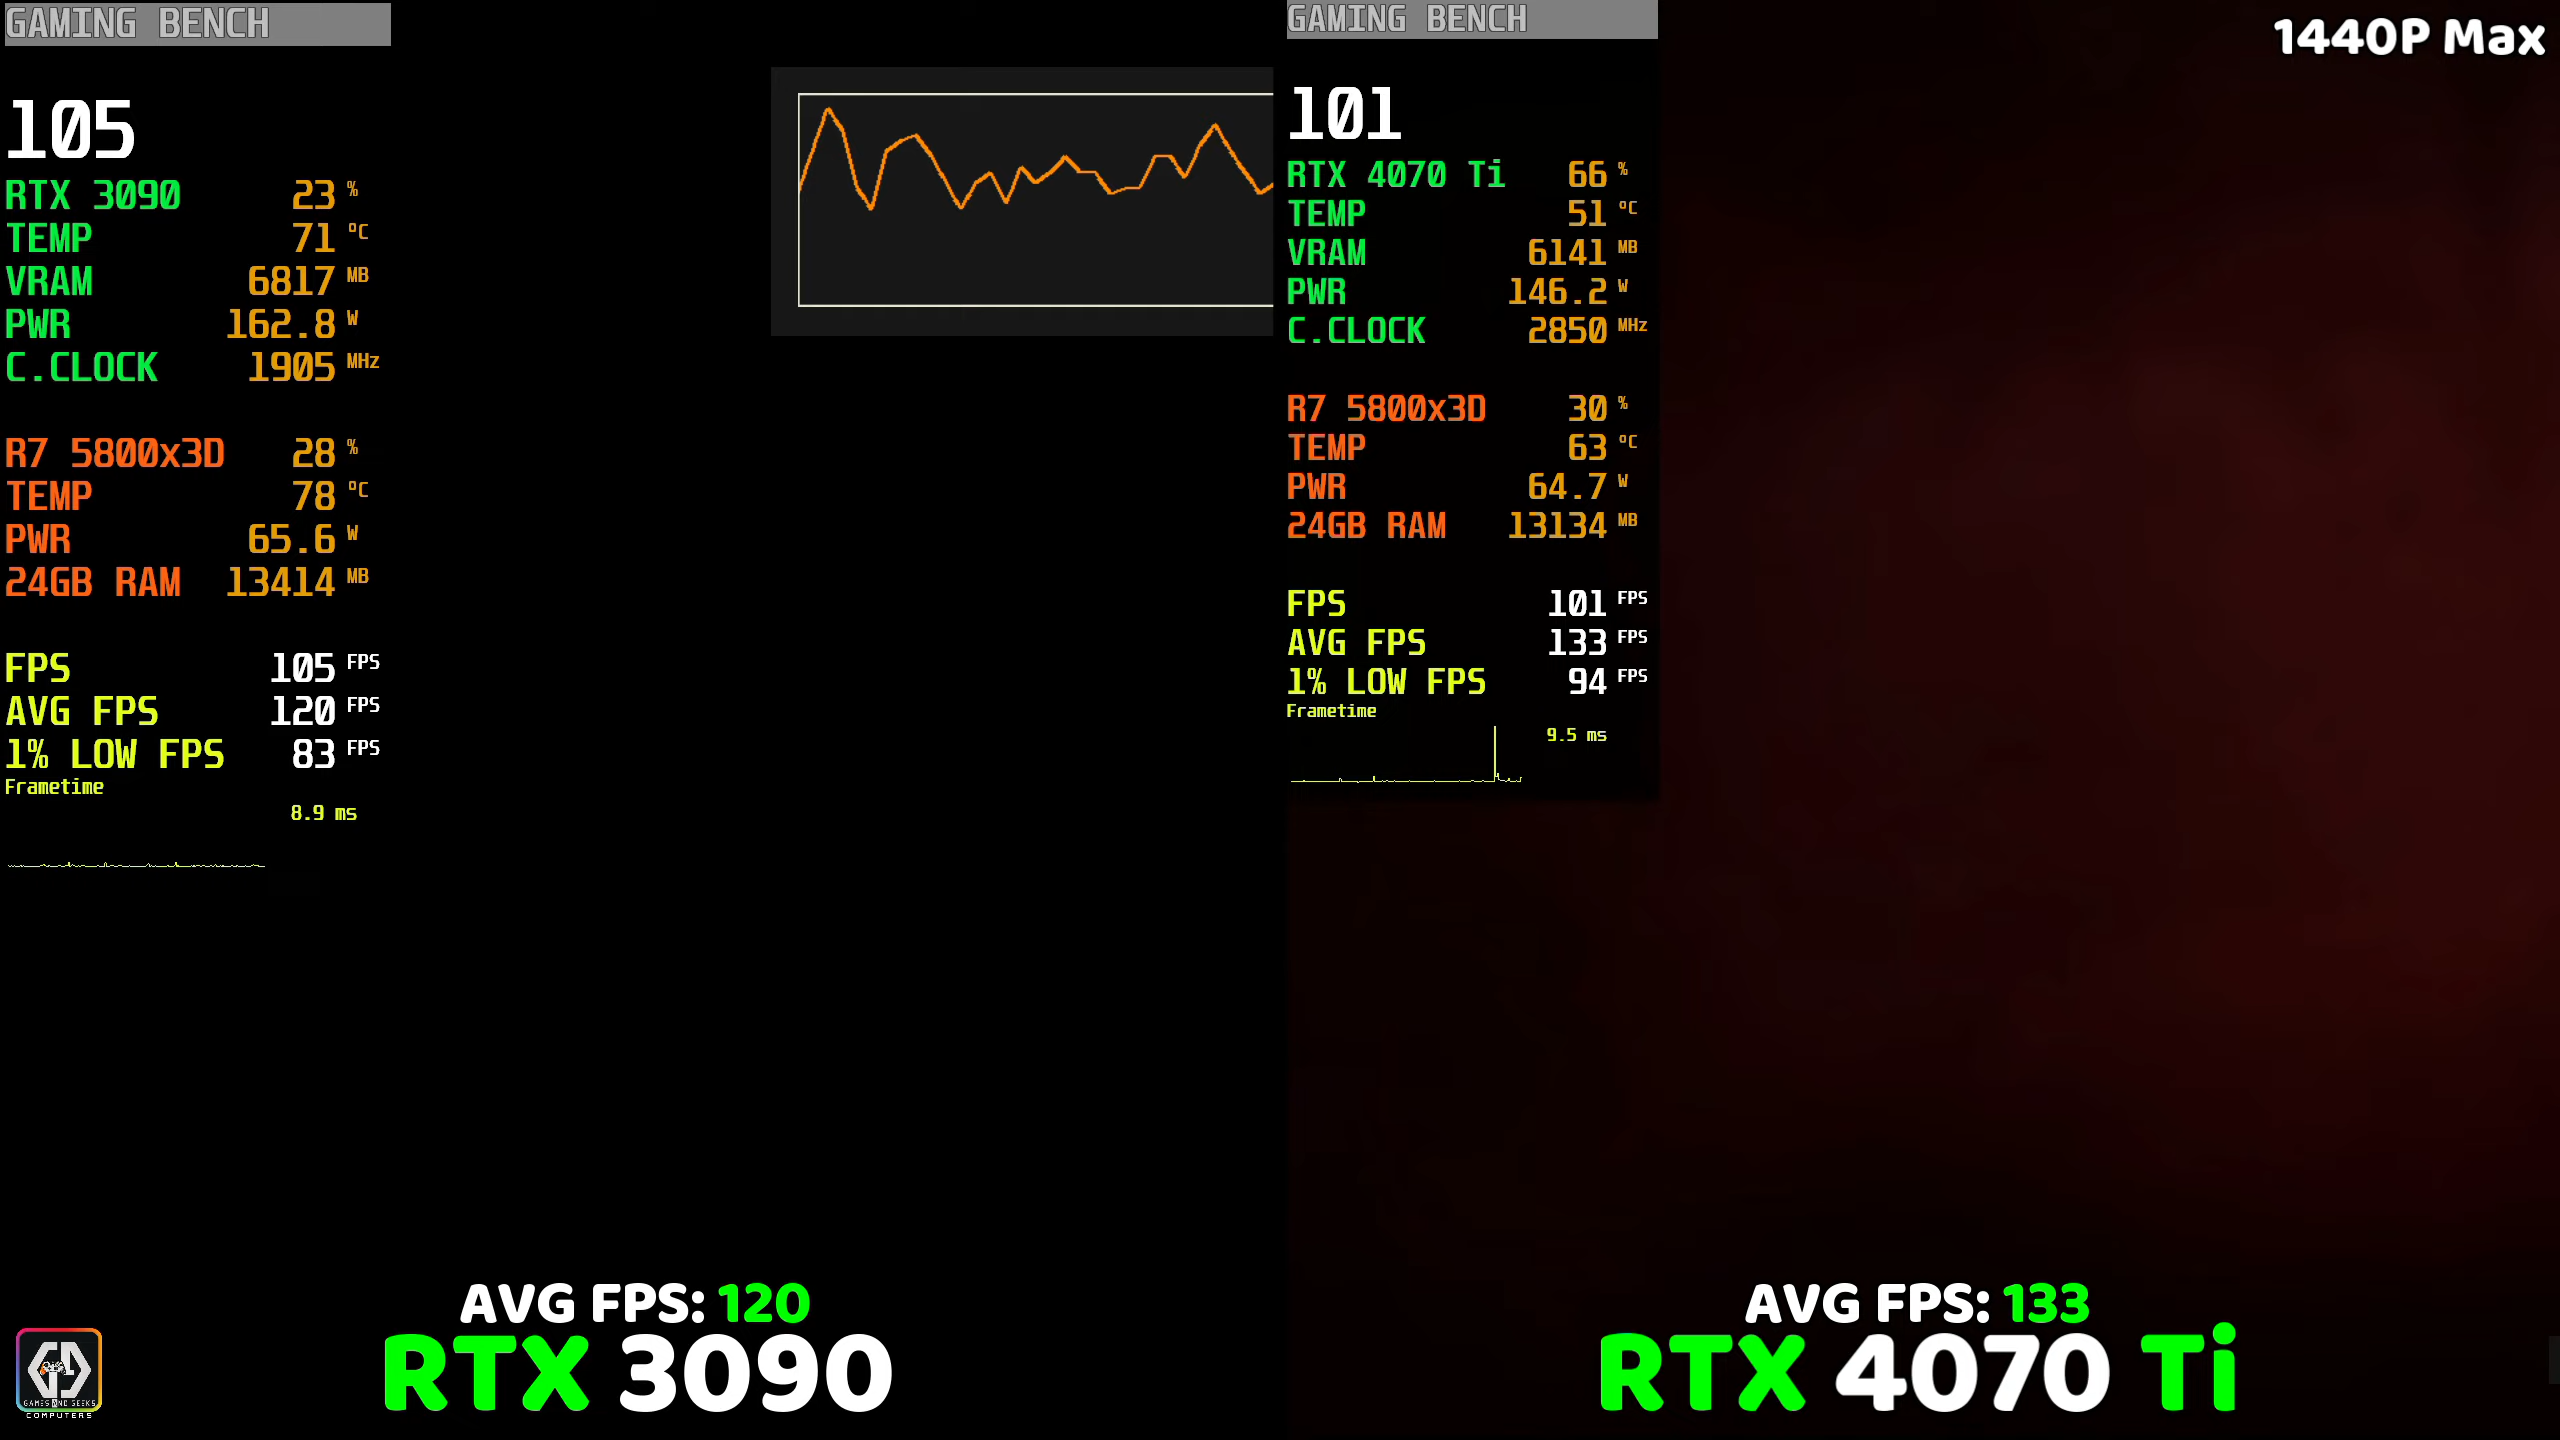 GAMING BENCH
105
RTX 3090 23 %
TEMP 71 °C
VRAM 6817 MB
PWR 162.8 W
C.CLOCK 1905 MHz
R7 5800x3D 28 %
TEMP 78 °C
PWR 65.6 W
24GB RAM 13414 MB
FPS 105 FPS
AVG FPS 120 FPS
1% LOW FPS 83 FPS
Frametime
8.9 ms
GAMING BENCH
101
RTX 4070 Ti 66 %
TEMP 51 °C
VRAM 6141 MB
PWR 146.2 W
C.CLOCK 2850 MHz
R7 5800x3D 30 %
TEMP 63 °C
PWR 64.7 W
24GB RAM 13134 MB
FPS 101 FPS
AVG FPS 133 FPS
1% LOW FPS 94 FPS
Frametime
9.5 ms
1440P Max
AVG FPS: 120
RTX 3090
AVG FPS: 133
RTX 4070 Ti
GAMES AND GEEKS
COMPUTERS